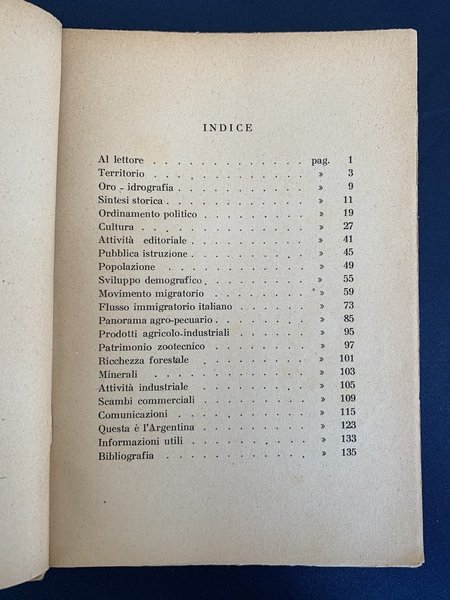 INDICE
Al lettore . . . . . . . . . . pag. 1
Territorio . . . . . . . . . . » 3
Oro - idrografia . . . . . . . . » 9
Sintesi storica . . . . . . . . . » 11
Ordinamento politico . . . . . . . » 19
Cultura . . . . . . . . . . . » 27
Attività editoriale . . . . . . . . » 41
Pubblica istruzione . . . . . . . . » 45
Popolazione . . . . . . . . . . » 49
Sviluppo demografico . . . . . . . » 55
Movimento migratorio . . . . . . . » 59
Flusso immigratorio italiano . . . . . » 73
Panorama agro-pecuario . . . . . . . » 85
Prodotti agricolo-industriali . . . . . » 95
Patrimonio zootecnico . . . . . . . » 97
Ricchezza forestale . . . . . . . . » 101
Minerali . . . . . . . . . . . » 103
Attività industriale . . . . . . . . » 105
Scambi commerciali . . . . . . . . » 109
Comunicazioni . . . . . . . . . » 115
Questa è l'Argentina . . . . . . . » 123
Informazioni utili . . . . . . . . » 133
Bibliografia . . . . . . . . . . » 135